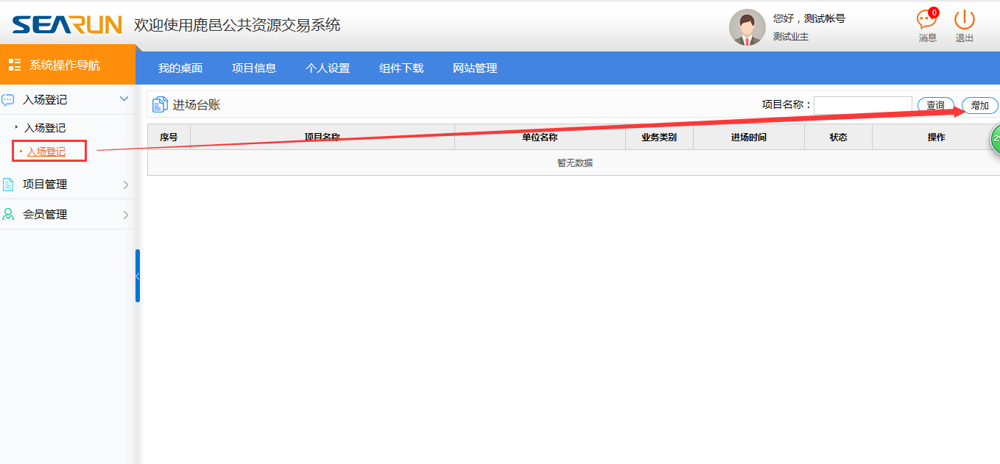 SEARUN 欢迎使用鹿邑公共资源交易系统
您好，测试帐号
测试业主
0
消息 退出
系统操作导航
我的桌面 项目信息 个人设置 组件下载 网站管理
入场登记
入场登记
入场登记
项目管理
会员管理
进场台账 项目名称： 查询 增加
序号 项目名称 单位名称 业务类别 进场时间 状态 操作
暂无数据